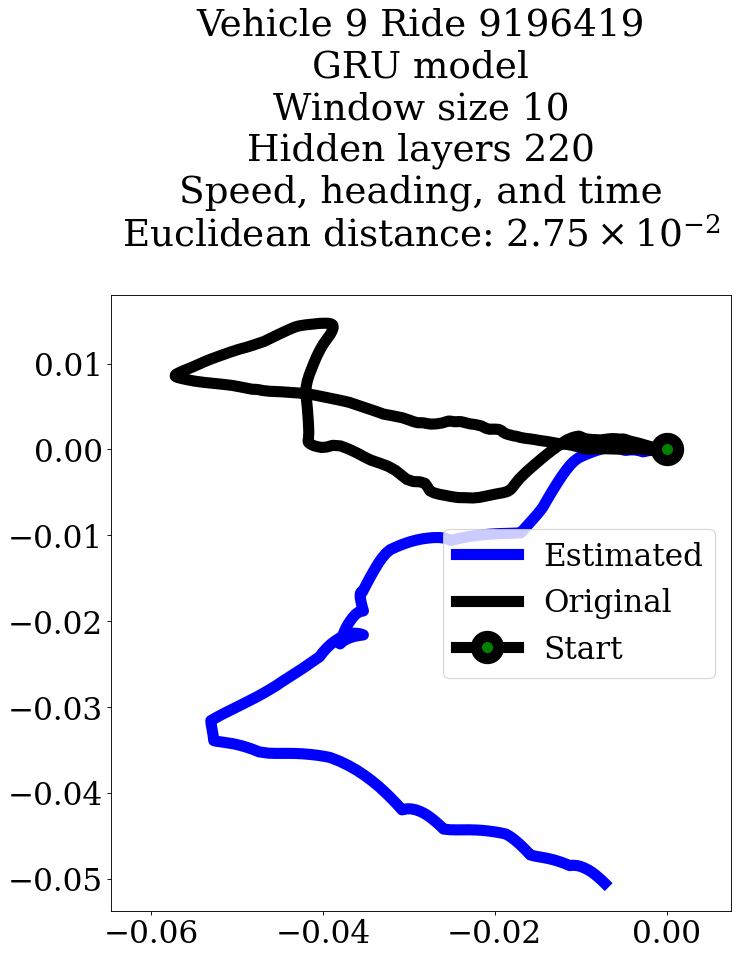 Vehicle 9 Ride 9196419
GRU model
Window size 10
Hidden layers 220
Speed, heading, and time
Euclidean distance: 2.75 × 10⁻²
0.01
0.00
−0.01
−0.02
−0.03
−0.04
−0.05
Estimated
Original
Start
−0.06
−0.04
−0.02
0.00